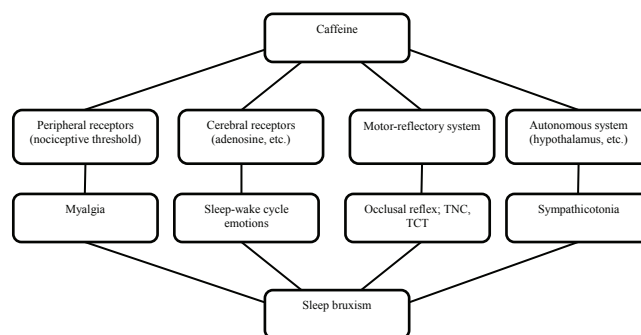 Caffeine
Peripheral receptors
(nociceptive threshold)
Cerebral receptors
(adenosine, etc.)
Motor-reflectory system
Autonomous system
(hypothalamus, etc.)
Myalgia
Sleep-wake cycle
emotions
Occlusal reflex; TNC,
TCT
Sympathicotonia
Sleep bruxism